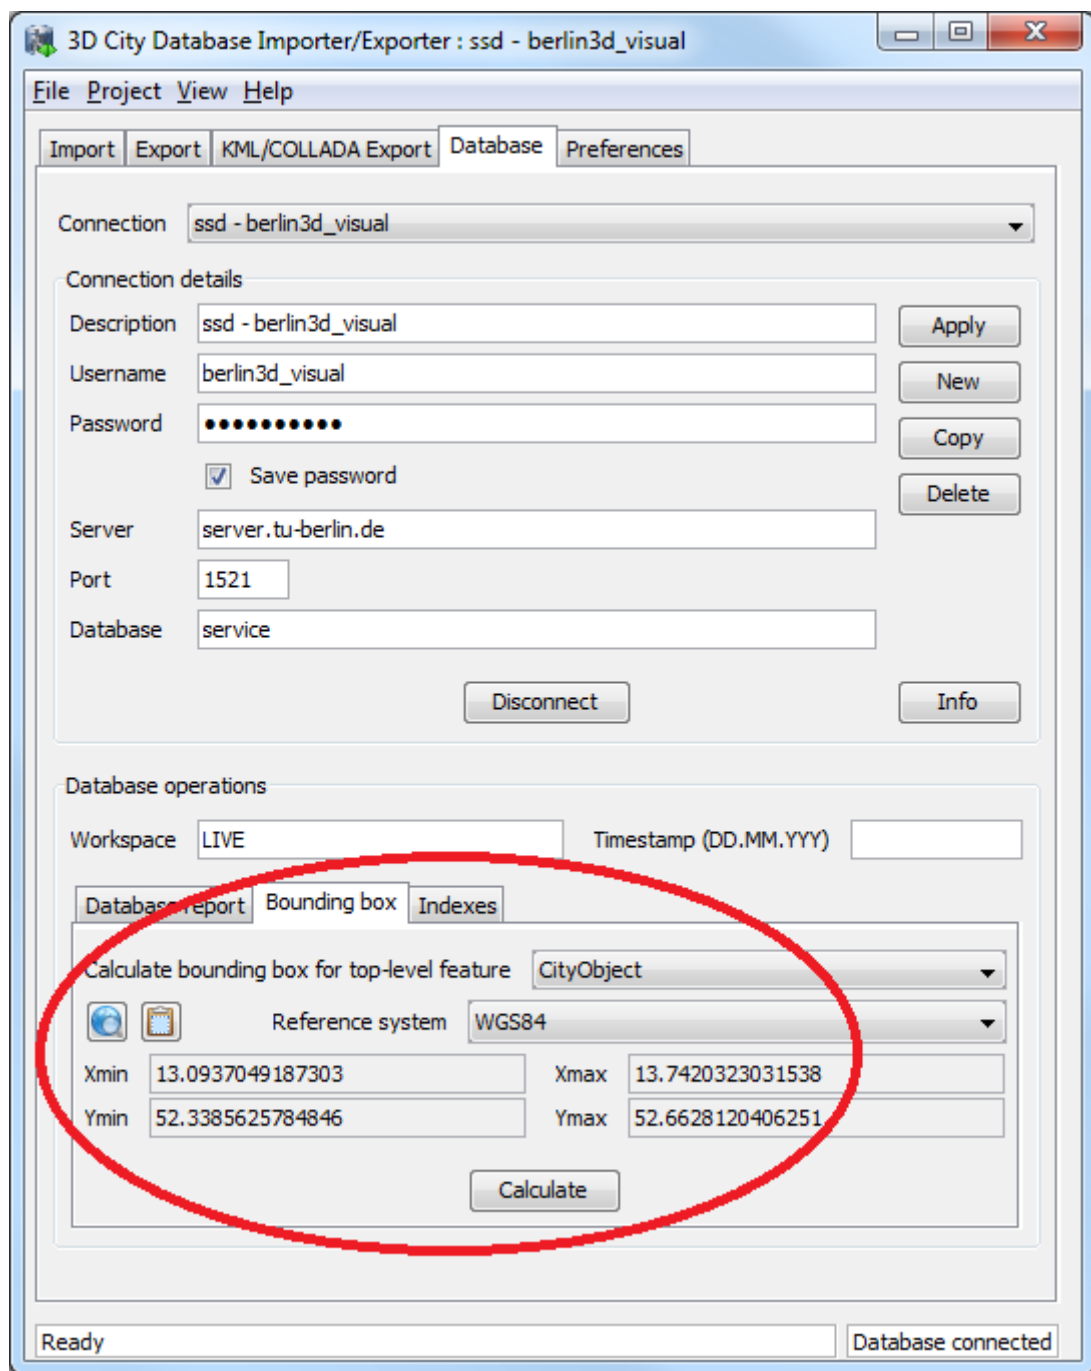 3D City Database Importer/Exporter : ssd - berlin3d_visual
File Project View Help
Import Export KML/COLLADA Export Database Preferences
Connection ssd - berlin3d_visual
Connection details
Description ssd - berlin3d_visual Apply
Username berlin3d_visual New
Password ●●●●●●●●●● Copy
Save password Delete
Server server.tu-berlin.de
Port 1521
Database service
Disconnect Info
Database operations
Workspace LIVE Timestamp (DD.MM.YYY)
Database report Bounding box Indexes
Calculate bounding box for top-level feature CityObject
Reference system WGS84
Xmin 13.0937049187303 Xmax 13.7420323031538
Ymin 52.3385625784846 Ymax 52.6628120406251
Calculate
Ready Database connected